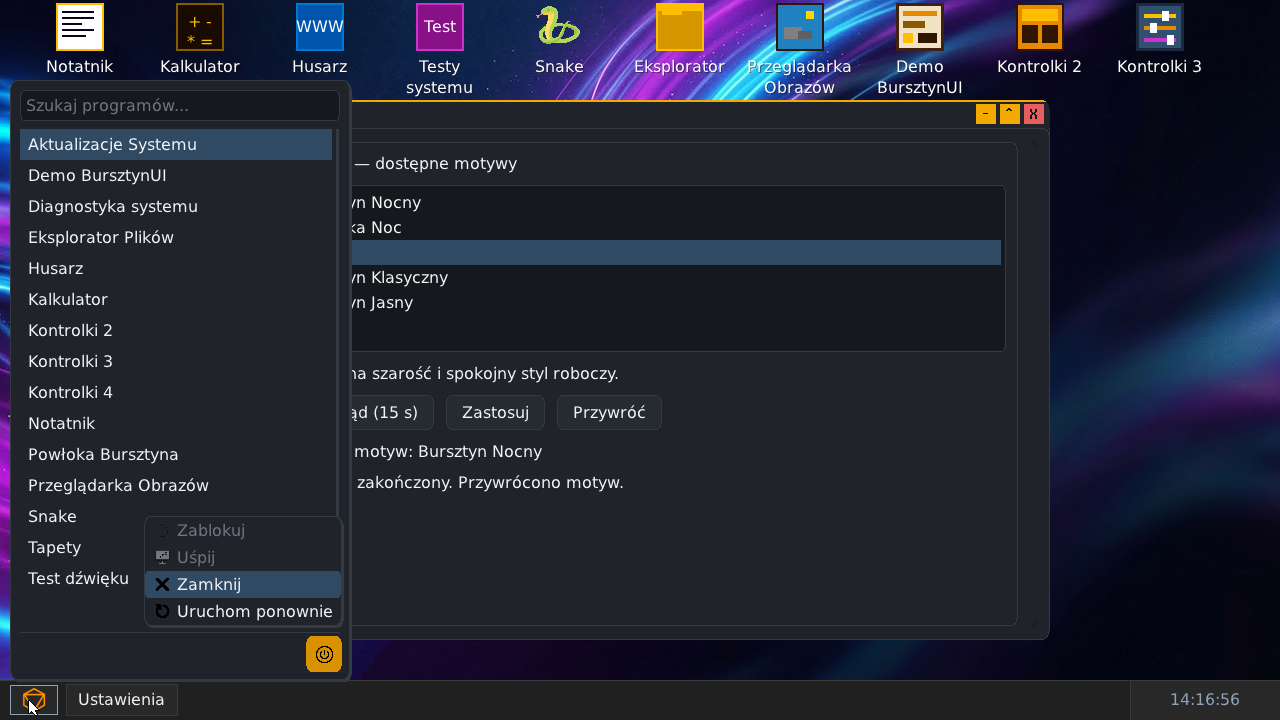 + -
* =
WWW
Test
Notatnik
Kalkulator
Husarz
Testy
systemu
Snake
Eksplorator
Przeglądarka
Obrazów
Demo
BursztynUI
Kontrolki 2
Kontrolki 3
Szukaj programów...
Aktualizacje Systemu
Demo BursztynUI
Diagnostyka systemu
Eksplorator Plików
Husarz
Kalkulator
Kontrolki 2
Kontrolki 3
Kontrolki 4
Notatnik
Powłoka Bursztyna
Przeglądarka Obrazów
Snake
Tapety
Test dźwięku
Zablokuj
Uśpij
Zamknij
Uruchom ponownie
- ^ X
— dostępne motywy
yn Nocny
ka Noc
yn Klasyczny
yn Jasny
na szarość i spokojny styl roboczy.
ąd (15 s)
Zastosuj
Przywróć
motyw: Bursztyn Nocny
zakończony. Przywrócono motyw.
Ustawienia
14:16:56